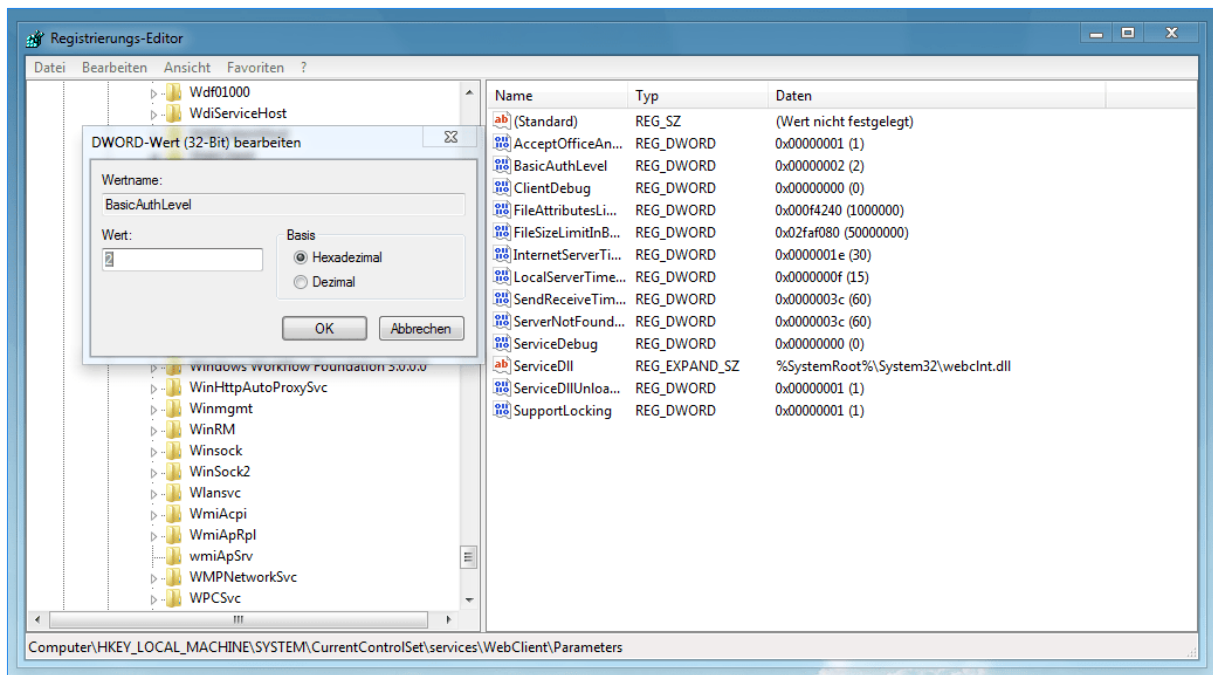 Registrierungs-Editor
Datei Bearbeiten Ansicht Favoriten ?
Wdf01000
WdiServiceHost
DWORD-Wert (32-Bit) bearbeiten
Wertname:
BasicAuthLevel
Wert:
2
Basis
Hexadezimal
Dezimal
OK Abbrechen
Windows Workflow Foundation 3.0.0.0
WinHttpAutoProxySvc
Winmgmt
WinRM
Winsock
WinSock2
Wlansvc
WmiAcpi
WmiApRpl
wmiApSrv
WMPNetworkSvc
WPCSvc
Name Typ Daten
(Standard) REG_SZ (Wert nicht festgelegt)
AcceptOfficeAn... REG_DWORD 0x00000001 (1)
BasicAuthLevel REG_DWORD 0x00000002 (2)
ClientDebug REG_DWORD 0x00000000 (0)
FileAttributesLi... REG_DWORD 0x000f4240 (1000000)
FileSizeLimitInB... REG_DWORD 0x02faf080 (50000000)
InternetServerTi... REG_DWORD 0x0000001e (30)
LocalServerTime... REG_DWORD 0x0000000f (15)
SendReceiveTim... REG_DWORD 0x0000003c (60)
ServerNotFound... REG_DWORD 0x0000003c (60)
ServiceDebug REG_DWORD 0x00000000 (0)
ServiceDll REG_EXPAND_SZ %SystemRoot%\System32\webclnt.dll
ServiceDllUnloa... REG_DWORD 0x00000001 (1)
SupportLocking REG_DWORD 0x00000001 (1)
Computer\HKEY_LOCAL_MACHINE\SYSTEM\CurrentControlSet\services\WebClient\Parameters